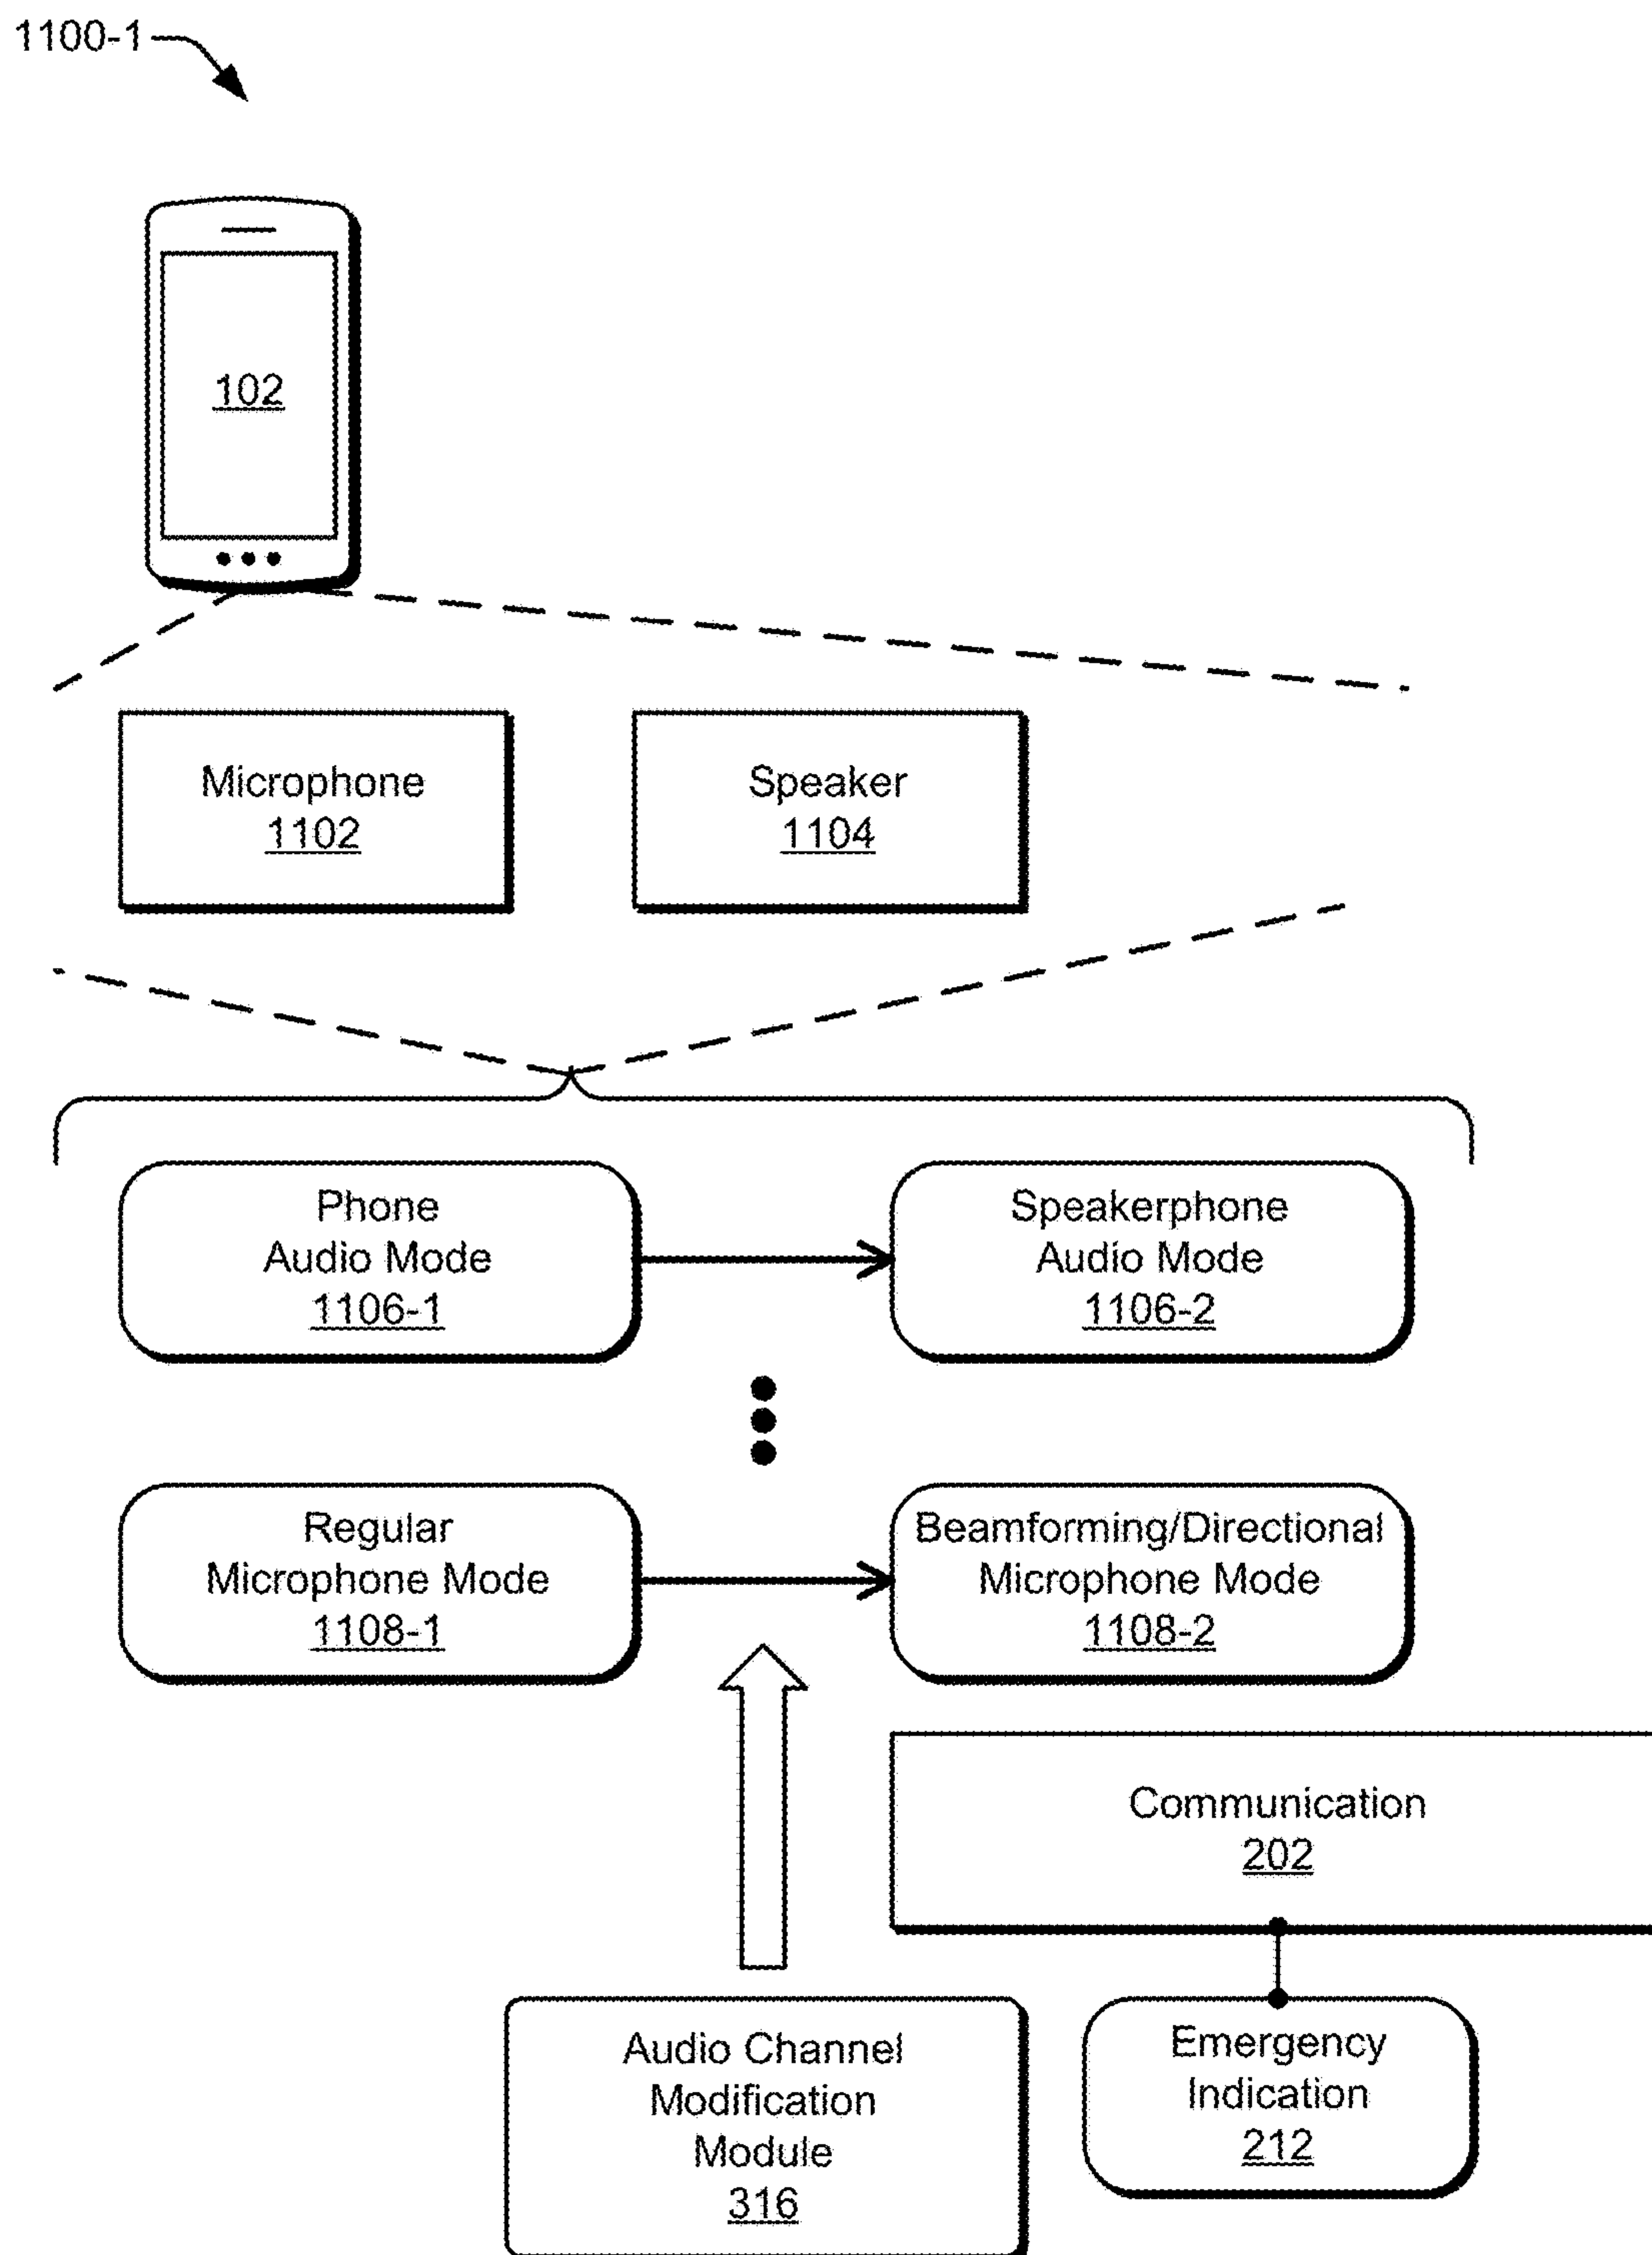 1100-1
102
Microphone
1102
Speaker
1104
Phone
Audio Mode
1106-1
Speakerphone
Audio Mode
1106-2
Regular
Microphone Mode
1108-1
Beamforming/Directional
Microphone Mode
1108-2
Communication
202
Audio Channel
Modification
Module
316
Emergency
Indication
212